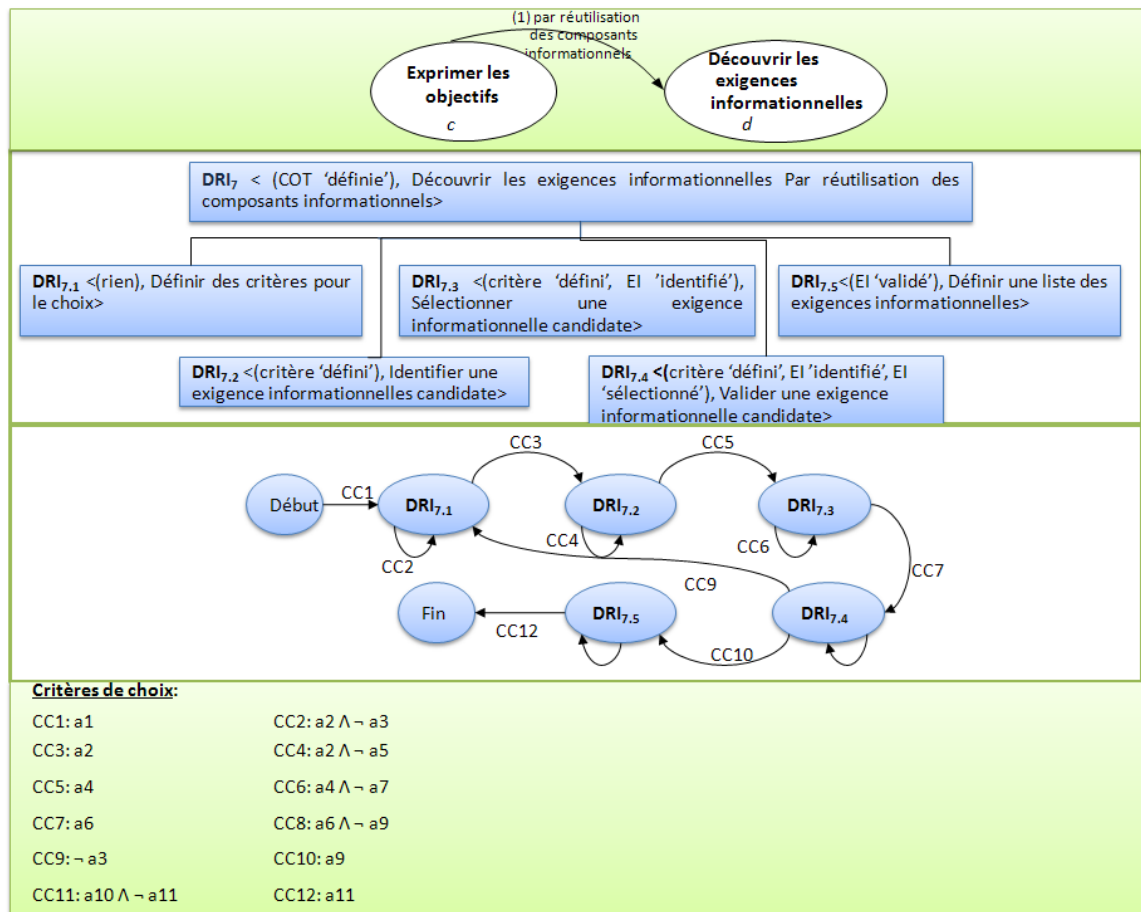 (1) par réutilisation
des composants
informationnels
Exprimer les
objectifs
c
Découvrir les
exigences
informationnelles
d
DRI7 < (COT ‘définie’), Découvrir les exigences informationnelles Par réutilisation des
composants informationnels>
DRI7.1 <(rien), Définir des critères pour
le choix>
DRI7.3 <(critère ‘défini’, EI ’identifié’),
Sélectionner une exigence
informationnelle candidate>
DRI7.5<(EI ‘validé’), Définir une liste des
exigences informationnelles>
DRI7.2 <(critère ‘défini’), Identifier une
exigence informationnelles candidate>
DRI7.4 <(critère ‘défini’, EI ’identifié’, EI
‘sélectionné’), Valider une exigence
informationnelle candidate>
CC3
CC5
Début
CC1
DRI7.1
DRI7.2
DRI7.3
CC2
CC4
CC6
CC7
CC9
Fin
CC12
DRI7.5
CC10
DRI7.4
Critères de choix:
CC1: a1
CC2: a2 Λ ¬ a3
CC3: a2
CC4: a2 Λ ¬ a5
CC5: a4
CC6: a4 Λ ¬ a7
CC7: a6
CC8: a6 Λ ¬ a9
CC9: ¬ a3
CC10: a9
CC11: a10 Λ ¬ a11
CC12: a11